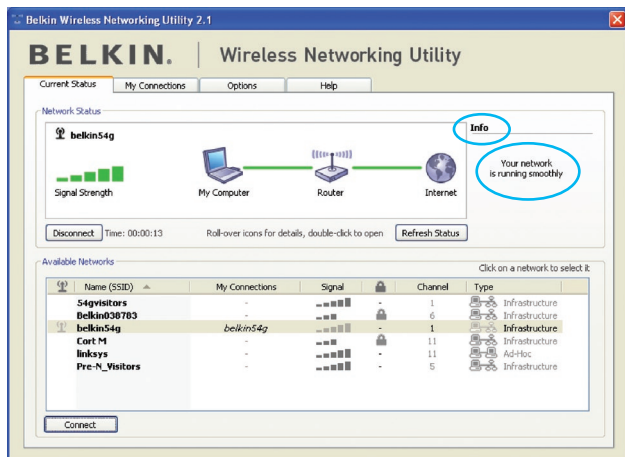 Belkin Wireless Networking Utility 2.1
BELKIN. | Wireless Networking Utility
Current Status My Connections Options Help
Network Status
belkin54g
Info
Your network
is running smoothly
Signal Strength My Computer Router Internet
Disconnect Time: 00:00:13 Roll-over icons for details, double-click to open Refresh Status
Available Networks
Click on a network to select it
Name (SSID) My Connections Signal Channel Type
54gvisitors - - 1 Infrastructure
Belkin038783 - 6 Infrastructure
belkin54g belkin54g - 1 Infrastructure
Cort M - 11 Infrastructure
linksys - - 11 Ad-Hoc
Pre-N_Visitors - - 5 Infrastructure
Connect